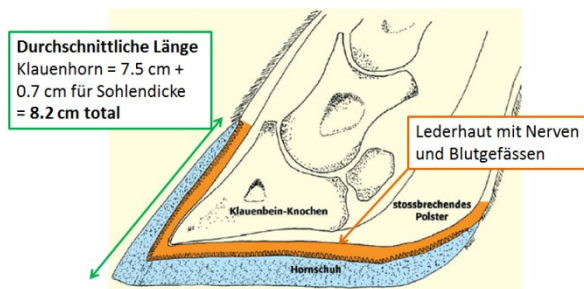 Durchschnittliche Länge
Klauenhorn = 7.5 cm +
0.7 cm für Sohlendicke
= 8.2 cm total
Lederhaut mit Nerven
und Blutgefässen
Klauenbein-Knochen
stossbrechendes
Polster
Hornschuh